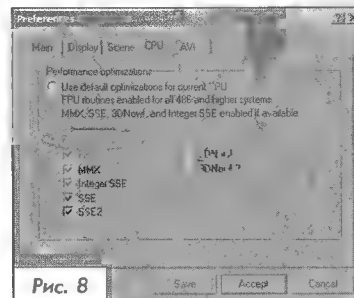 Preferences
Main Display Scene CPU AVI
Performance optimizations
Use default optimizations for current CPU
FPU routines enabled for all 486 and higher systems
MMX, SSE, 3DNow!, and Integer SSE enabled if available
MMX
Integer SSE
SSE
SSE2
Рис. 8
Save Accept Cancel